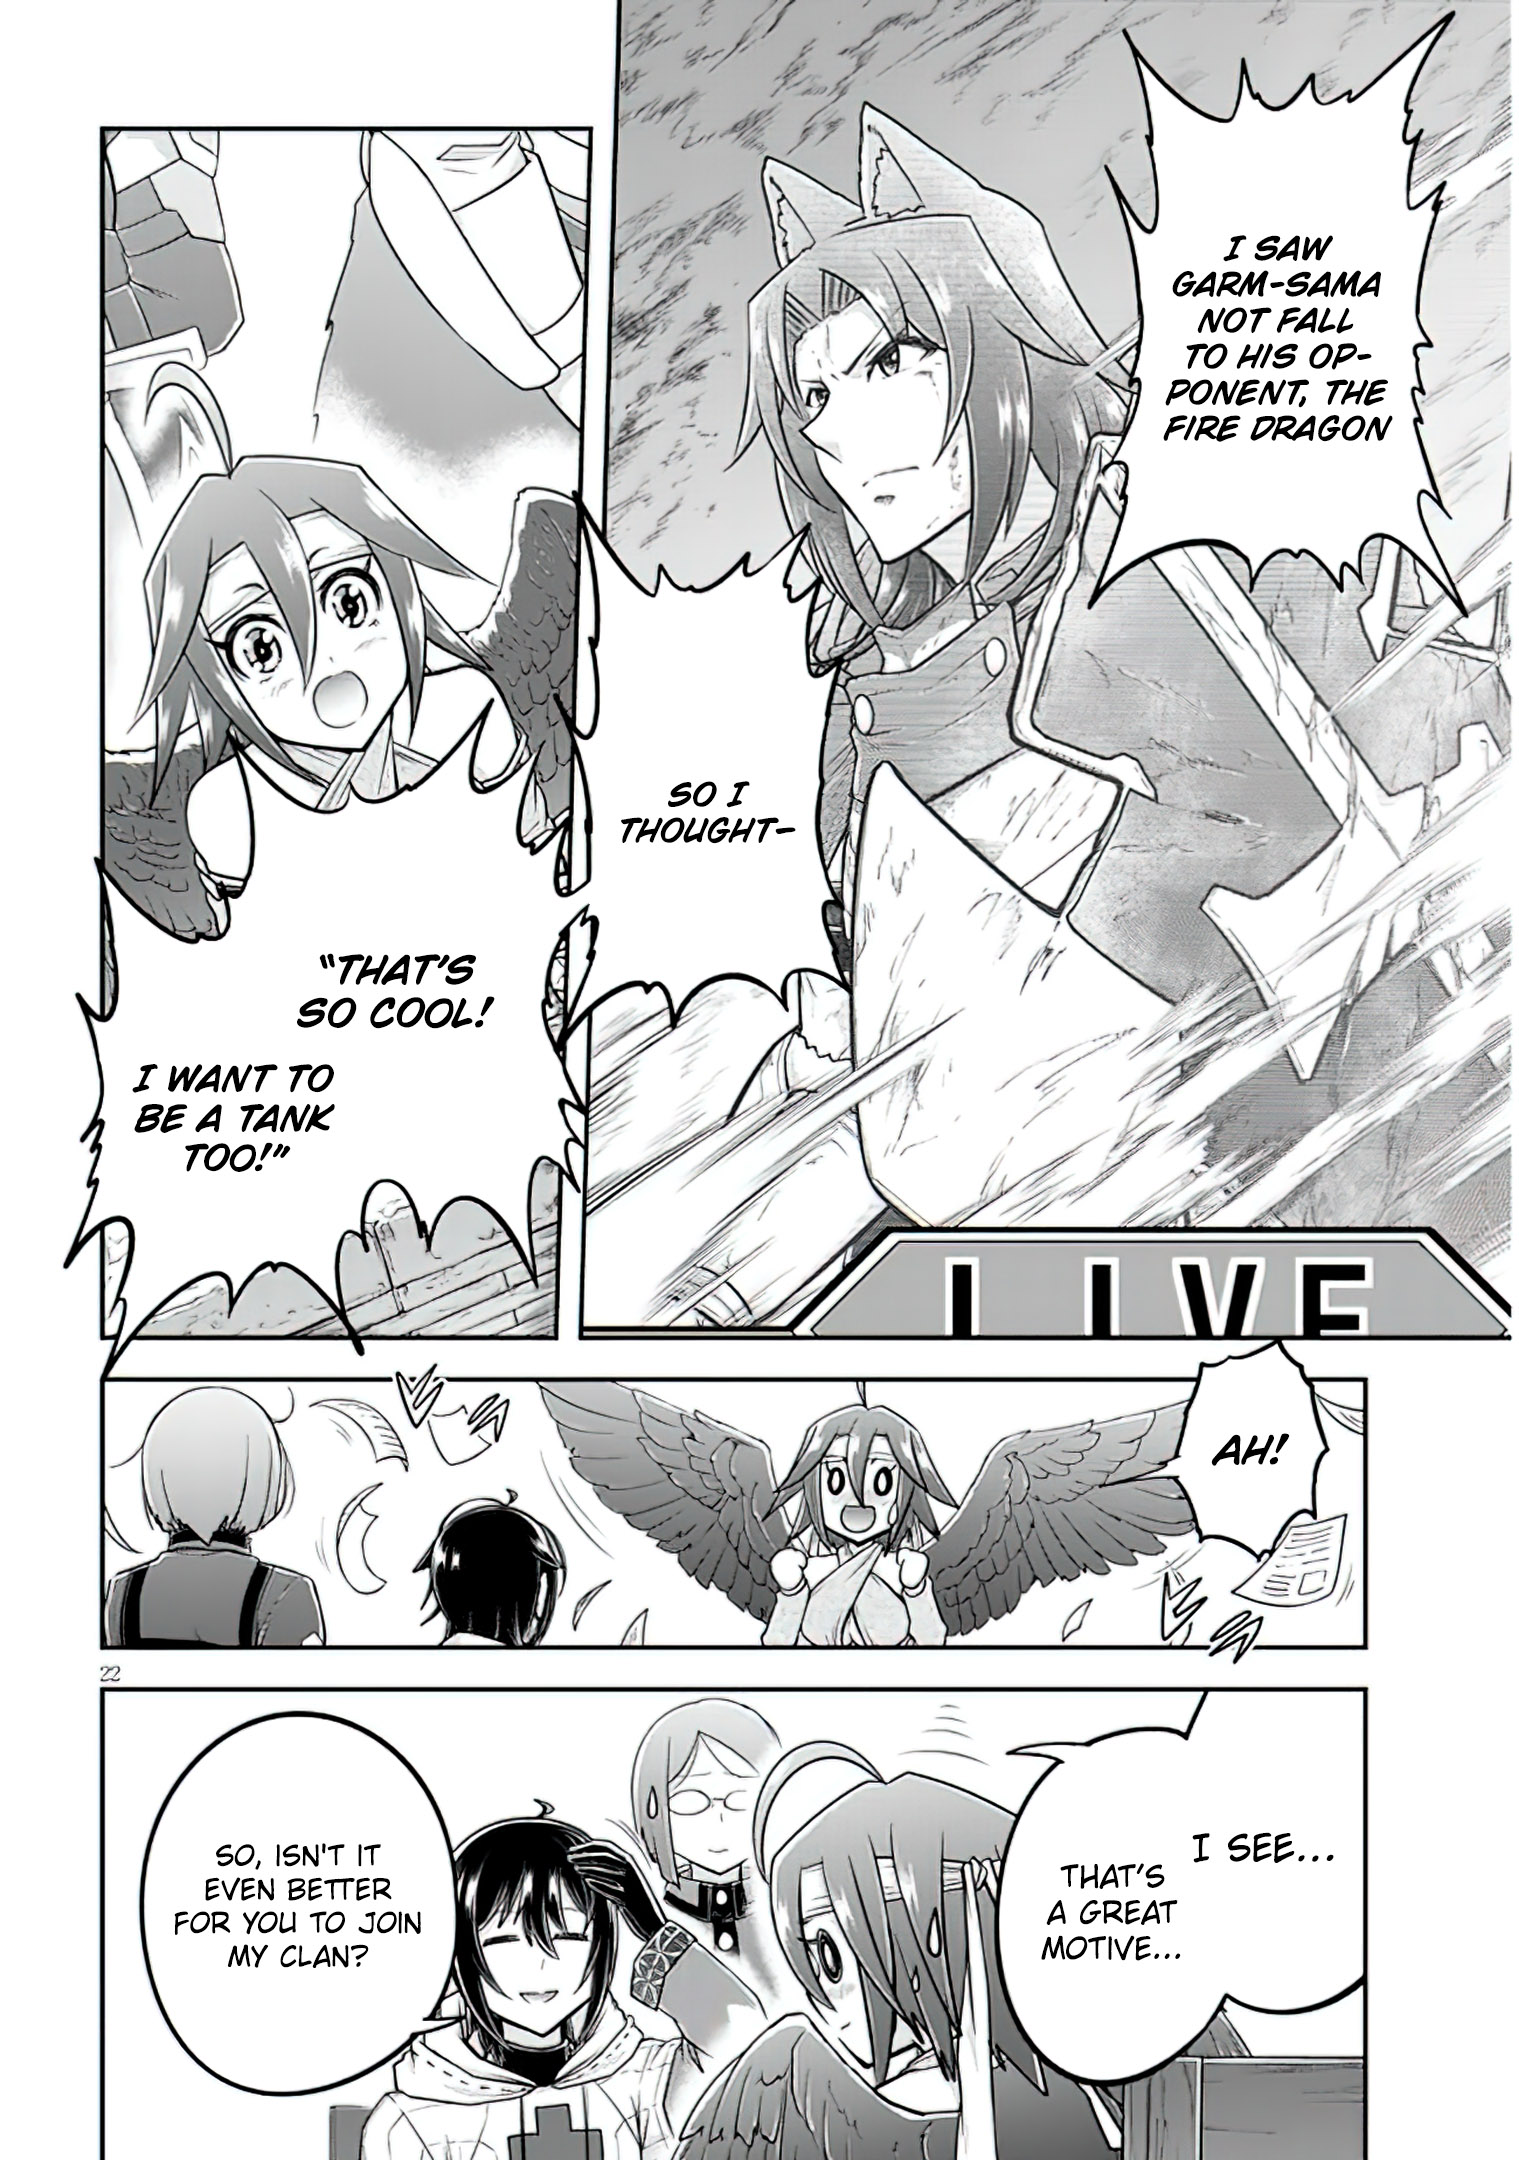 I SAW
GARM-SAMA
NOT FALL
TO HIS OP-
PONENT, THE
FIRE DRAGON
SO I
THOUGHT-
"THAT'S
SO COOL!
I WANT TO
BE A TANK
TOO!"
LIVE
AH!
22
I SEE...
THAT'S
A GREAT
MOTIVE...
SO, ISN'T IT
EVEN BETTER
FOR YOU TO JOIN
MY CLAN?